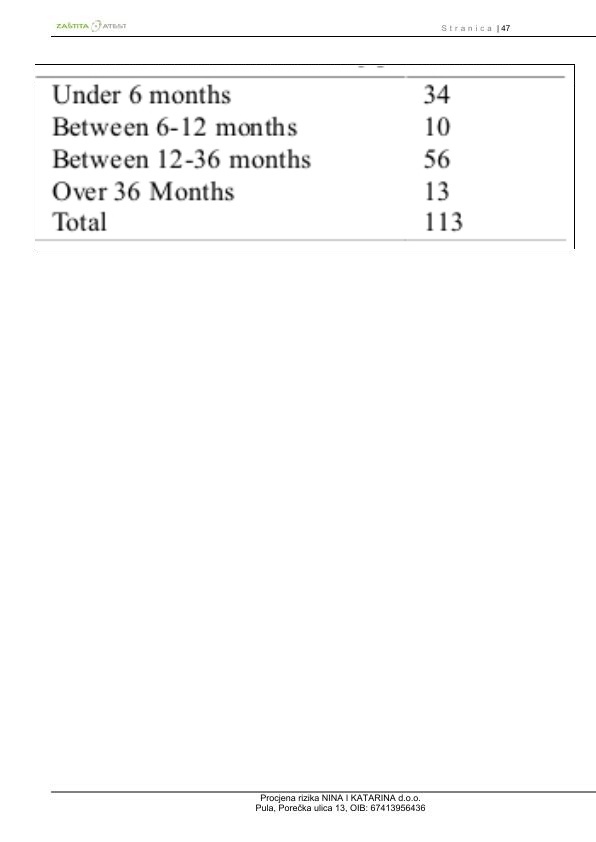 ZAŠTITA ATEST
Stranica | 47
Under 6 months 34
Between 6-12 months 10
Between 12-36 months 56
Over 36 Months 13
Total 113
Procjena rizika NINA I KATARINA d.o.o.
Pula, Porečka ulica 13, OIB: 67413956436